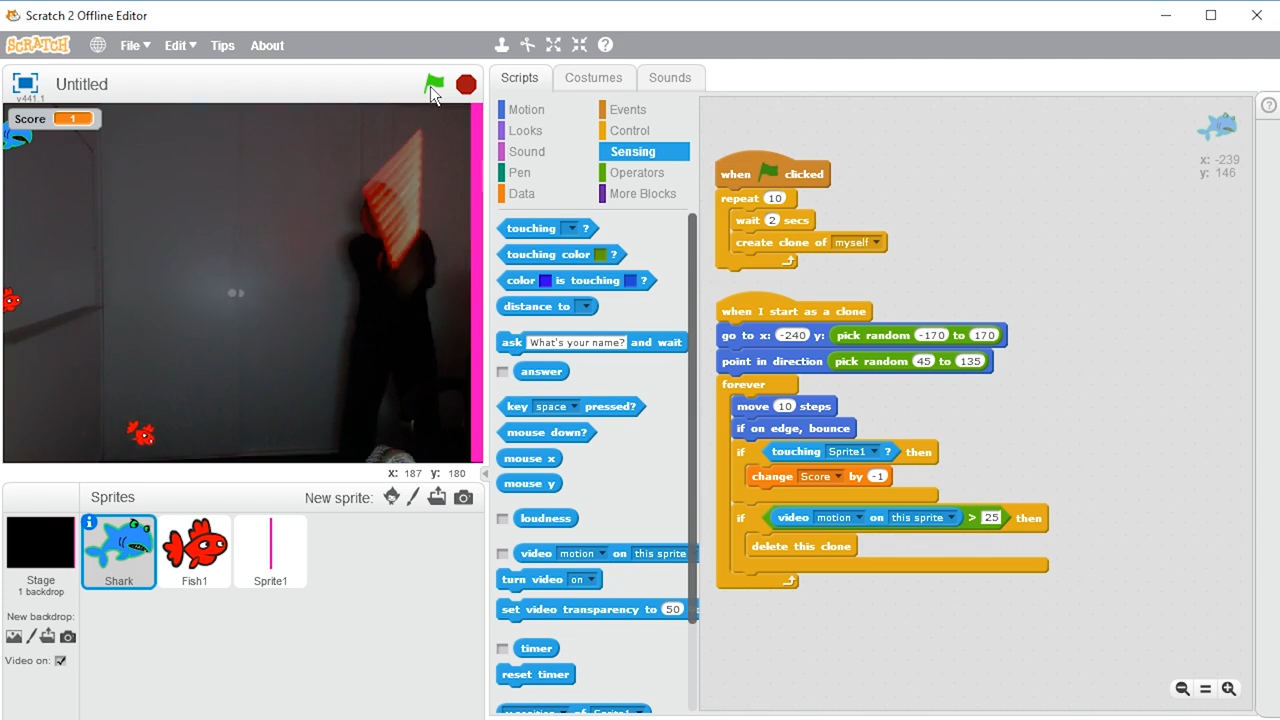 Scratch 2 Offline Editor
SCRATCH File Edit Tips About
Untitled
v441.1
Score 1
x: 187 y: 180
Sprites New sprite:
Stage
1 backdrop
Shark
Fish1
Sprite1
New backdrop:
Video on:
Scripts Costumes Sounds
Motion Events
Looks Control
Sound Sensing
Pen Operators
Data More Blocks
touching ?
touching color ?
color is touching ?
distance to
ask What's your name? and wait
answer
key space pressed?
mouse down?
mouse x
mouse y
loudness
video motion on this sprite
turn video on
set video transparency to 50
timer
reset timer
x position of Sprite1
when clicked
repeat 10
wait 2 secs
create clone of myself
when I start as a clone
go to x: -240 y: pick random -170 to 170
point in direction pick random 45 to 135
forever
move 10 steps
if on edge, bounce
if touching Sprite1 ? then
change Score by -1
if video motion on this sprite > 25 then
delete this clone
x: -239
y: 146